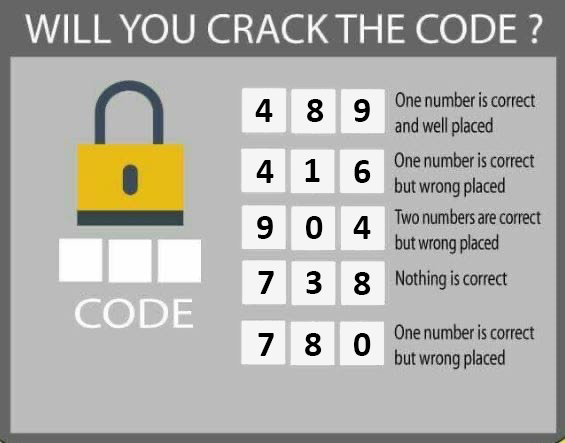 WILL YOU CRACK THE CODE ?
4 8 9 One number is correct
and well placed
4 1 6 One number is correct
but wrong placed
9 0 4 Two numbers are correct
but wrong placed
7 3 8 Nothing is correct
7 8 0 One number is correct
but wrong placed
CODE